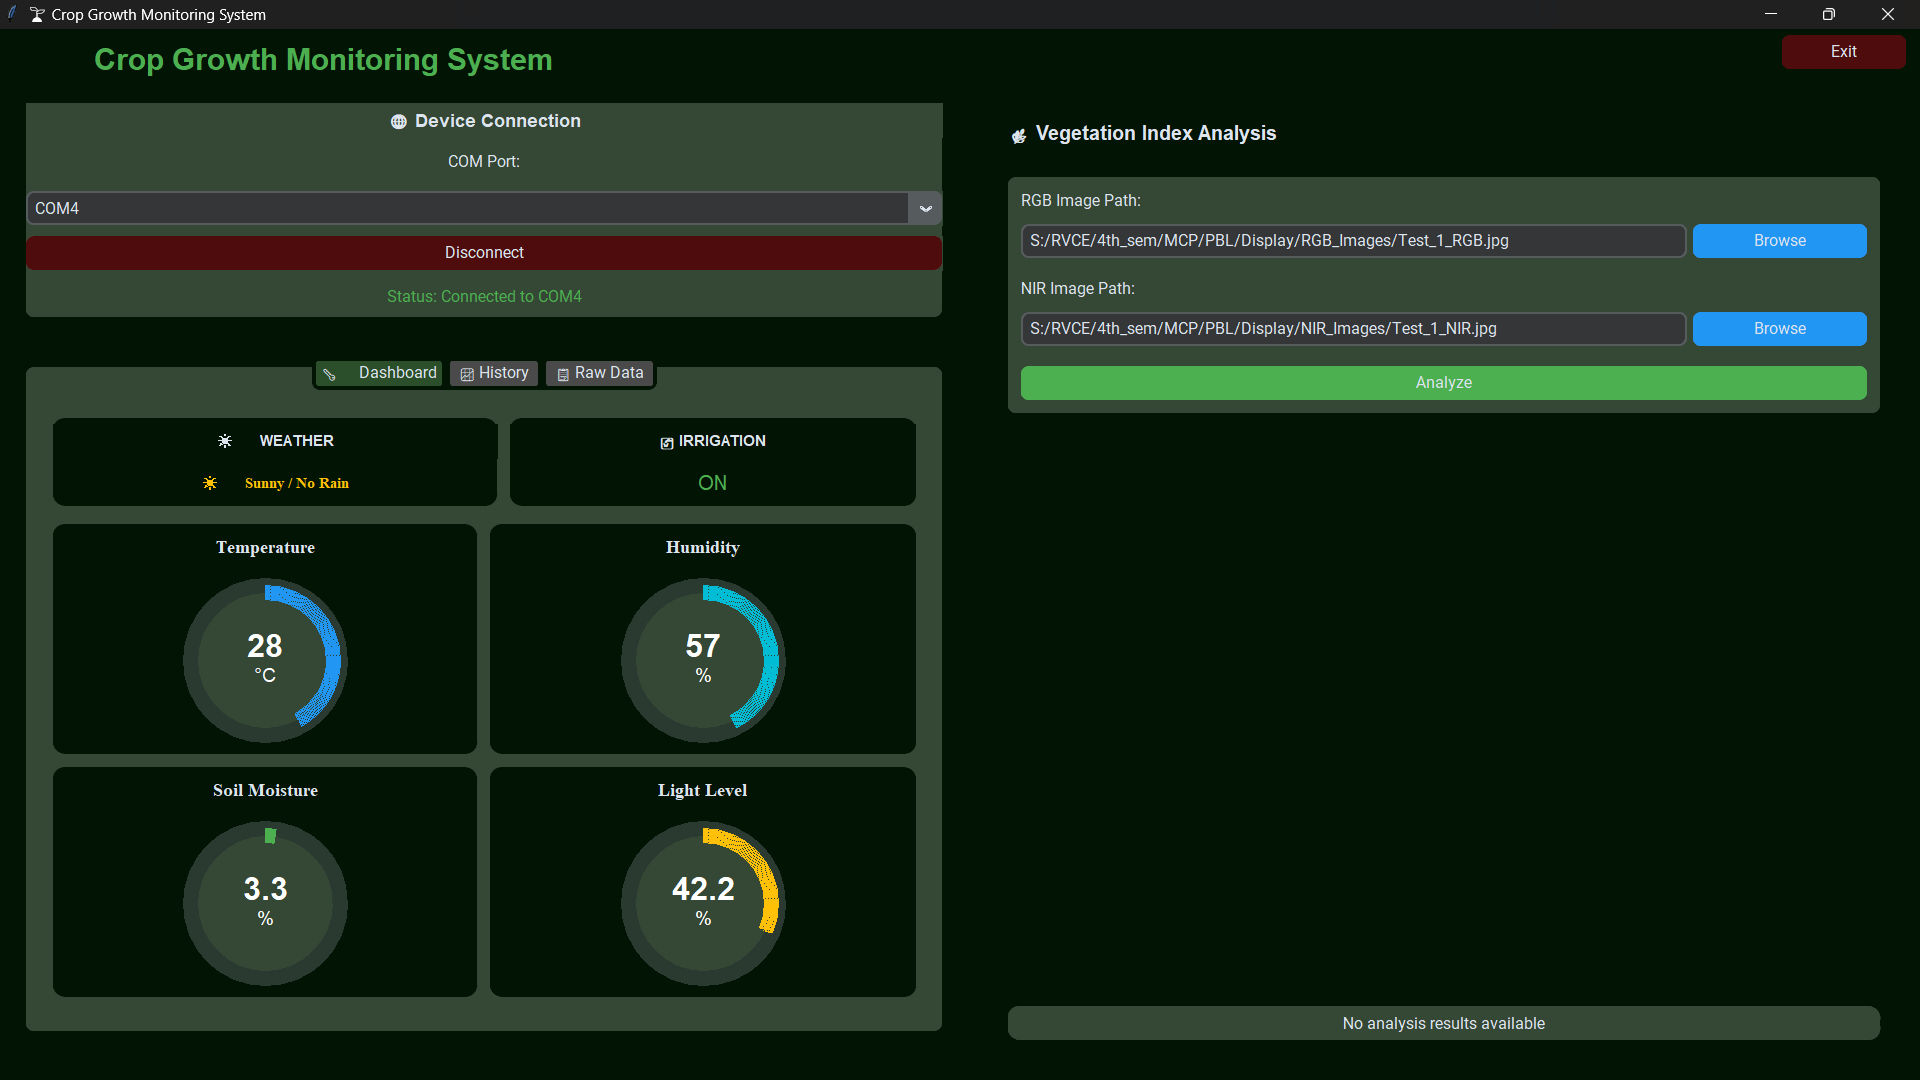 Crop Growth Monitoring System
Crop Growth Monitoring System
Exit
Device Connection
COM Port:
COM4
Disconnect
Status: Connected to COM4
Dashboard
History
Raw Data
WEATHER
Sunny / No Rain
IRRIGATION
ON
Temperature
28
°C
Humidity
57
%
Soil Moisture
3.3
%
Light Level
42.2
%
Vegetation Index Analysis
RGB Image Path:
S:/RVCE/4th_sem/MCP/PBL/Display/RGB_Images/Test_1_RGB.jpg
Browse
NIR Image Path:
S:/RVCE/4th_sem/MCP/PBL/Display/NIR_Images/Test_1_NIR.jpg
Browse
Analyze
No analysis results available